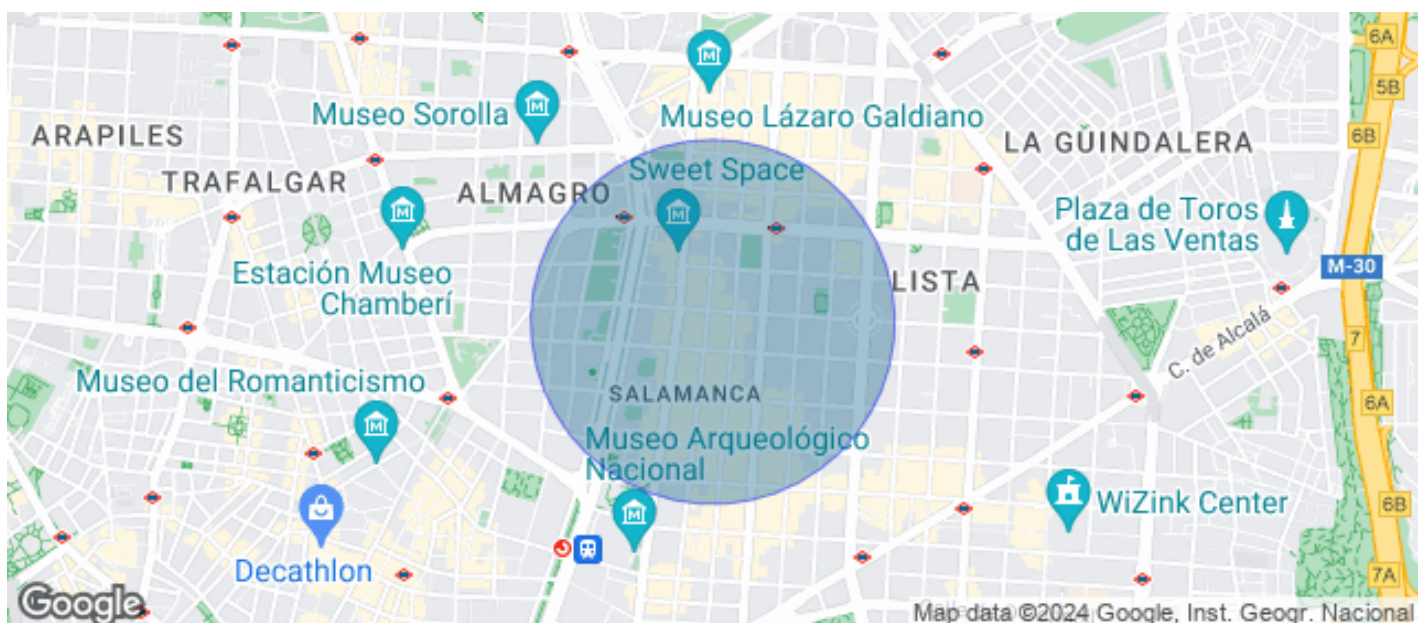 6A
5B
Museo Sorolla
Museo Lázaro Galdiano
ARAPILES
6B
LA GÜINDALERA
TRAFALGAR
ALMAGRO
Sweet Space
Plaza de Toros
de Las Ventas
Estación Museo
Chamberí
LISTA
M-30
C. de Alcalá
7
Museo del Romanticismo
SALAMANCA
6A
Museo Arqueológico
Nacional
WiZink Center
6B
Decathlon
7A
Google
Map data ©2024 Google, Inst. Geogr. Nacional